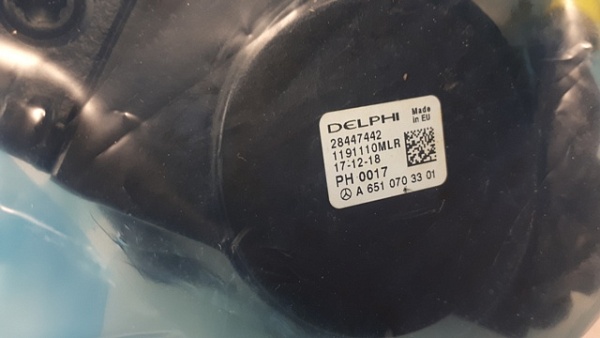 DELPHI
Made
in EU
28447442
1191110MLR
17-12-18
PH 0017
A 651 070 33 01